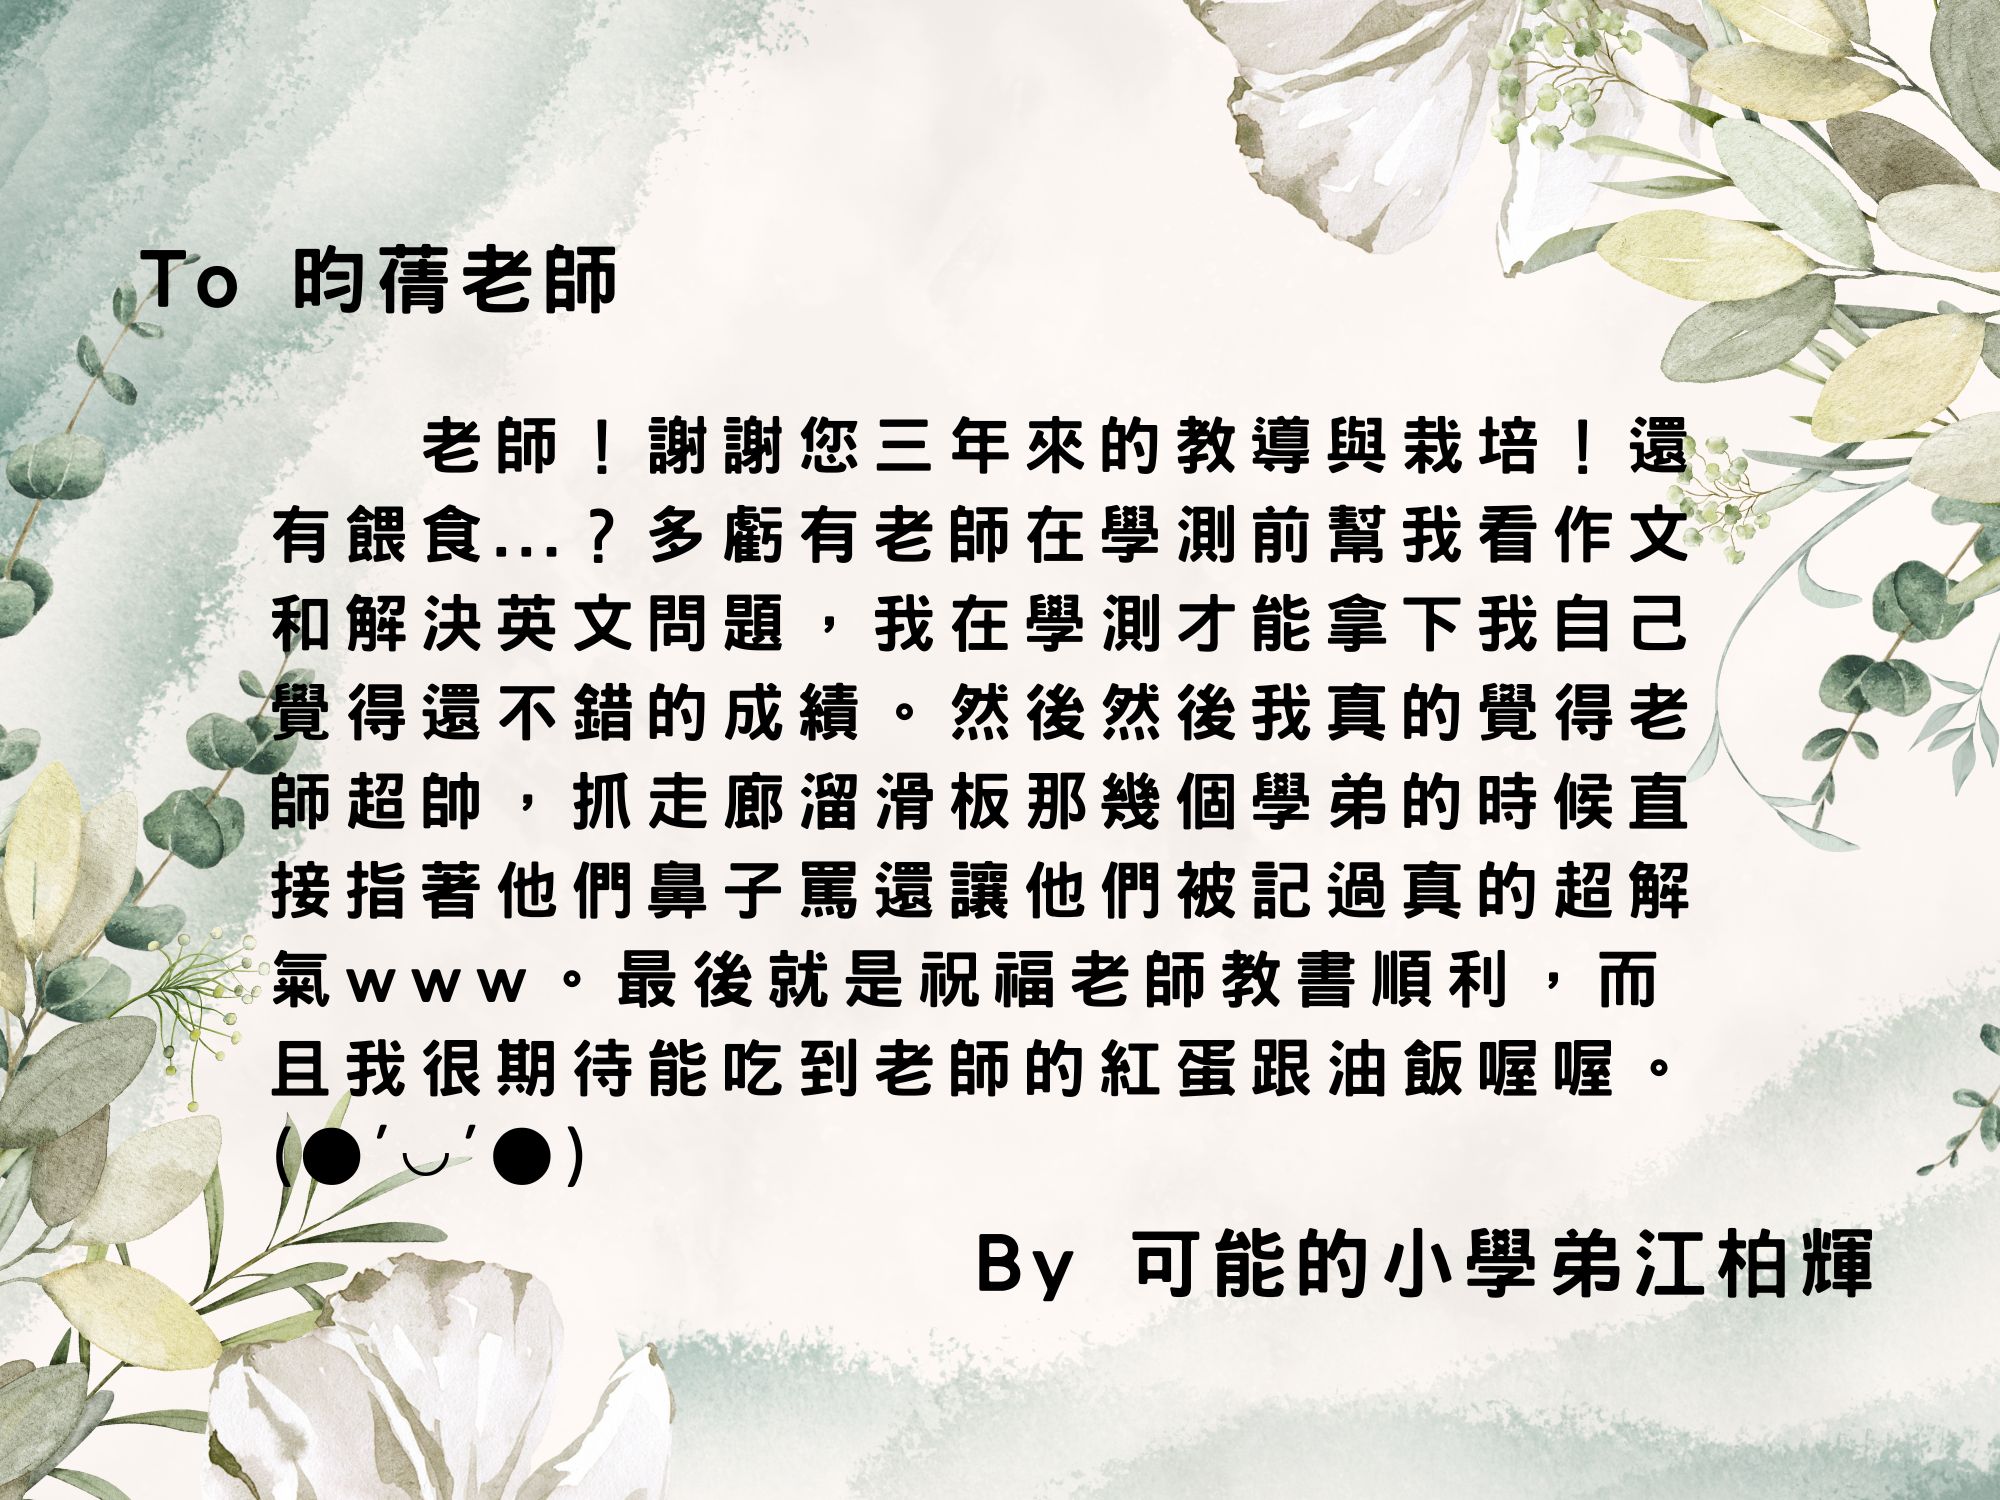 To 昀蒨老師
老師！謝謝您三年來的教導與栽培！還
有餵食...？多虧有老師在學測前幫我看作文
和解決英文問題，我在學測才能拿下我自己
覺得還不錯的成績。然後然後我真的覺得老
師超帥，抓走廊溜滑板那幾個學弟的時候直
接指著他們鼻子罵還讓他們被記過真的超解
氣www。最後就是祝福老師教書順利，而
且我很期待能吃到老師的紅蛋跟油飯喔喔。
(●′◡′●)
By 可能的小學弟江柏輝